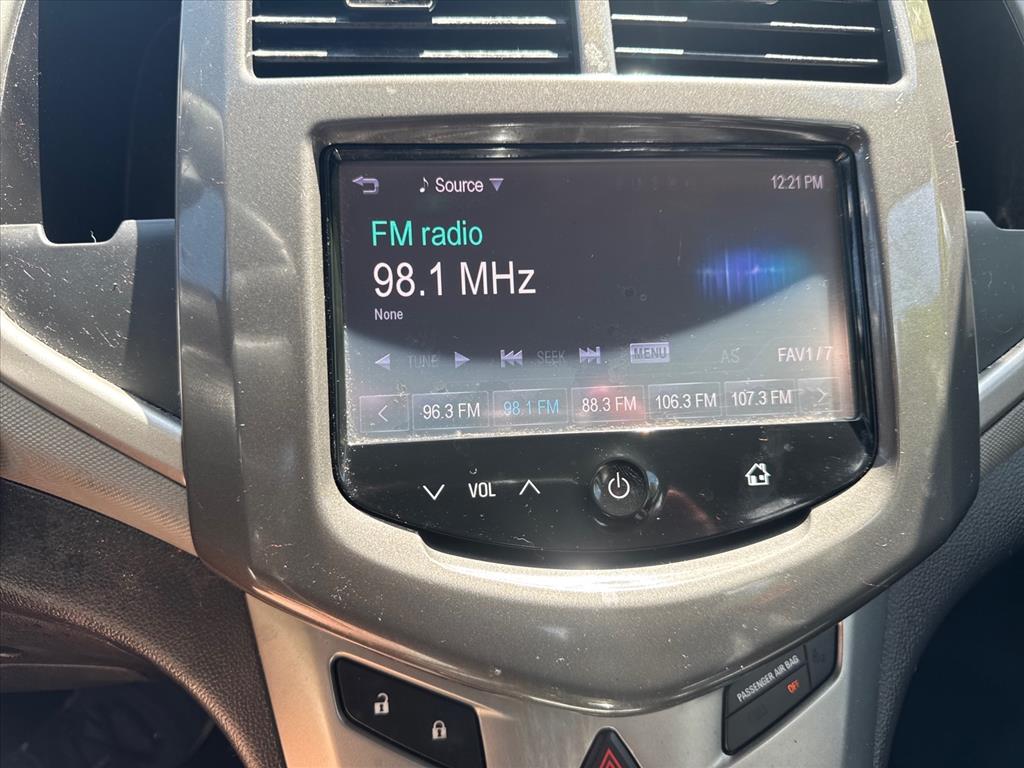 Source 12:21 PM
FM radio
98.1 MHz
None
TUNE SEEK MENU AS FAV1/7
96.3 FM 98.1 FM 88.3 FM 106.3 FM 107.3 FM
VOL
PASSENGER AIR BAG
OFF